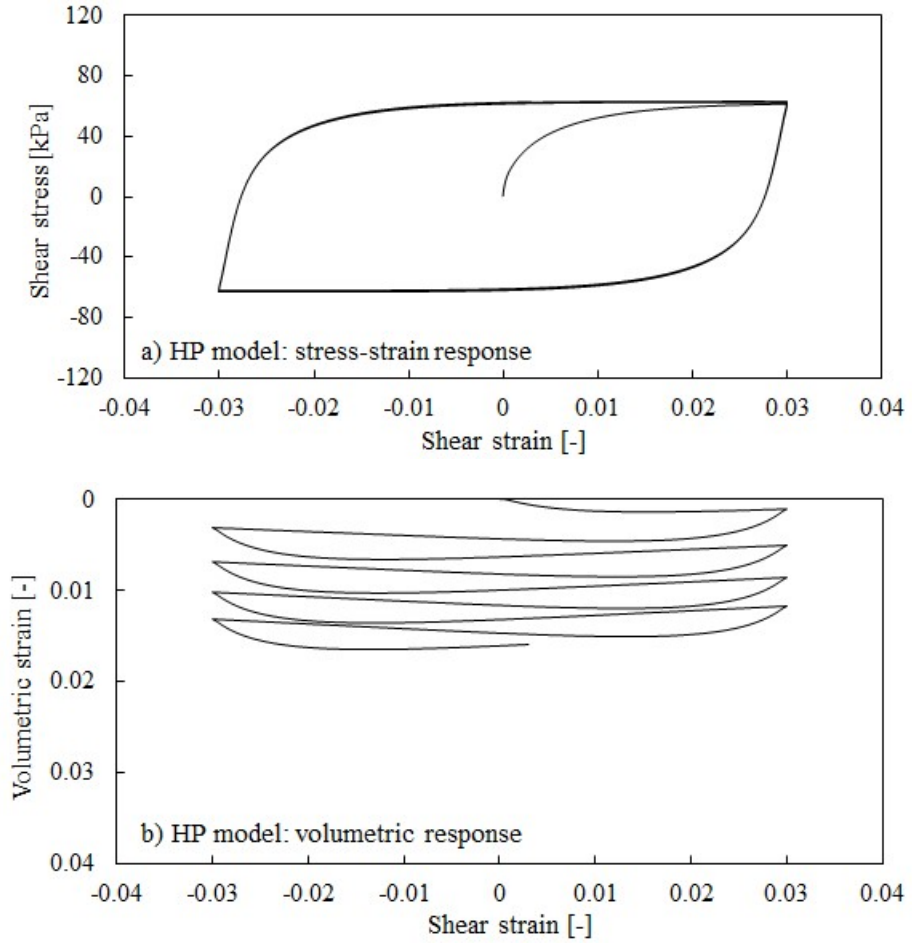 120
80
40
0
-40
-80
-120
Shear stress [kPa]
a) HP model: stress-strain response
-0.04 -0.03 -0.02 -0.01 0 0.01 0.02 0.03 0.04
Shear strain [-]
0
0.01
0.02
0.03
0.04
Volumetric strain [-]
b) HP model: volumetric response
-0.04 -0.03 -0.02 -0.01 0 0.01 0.02 0.03 0.04
Shear strain [-]